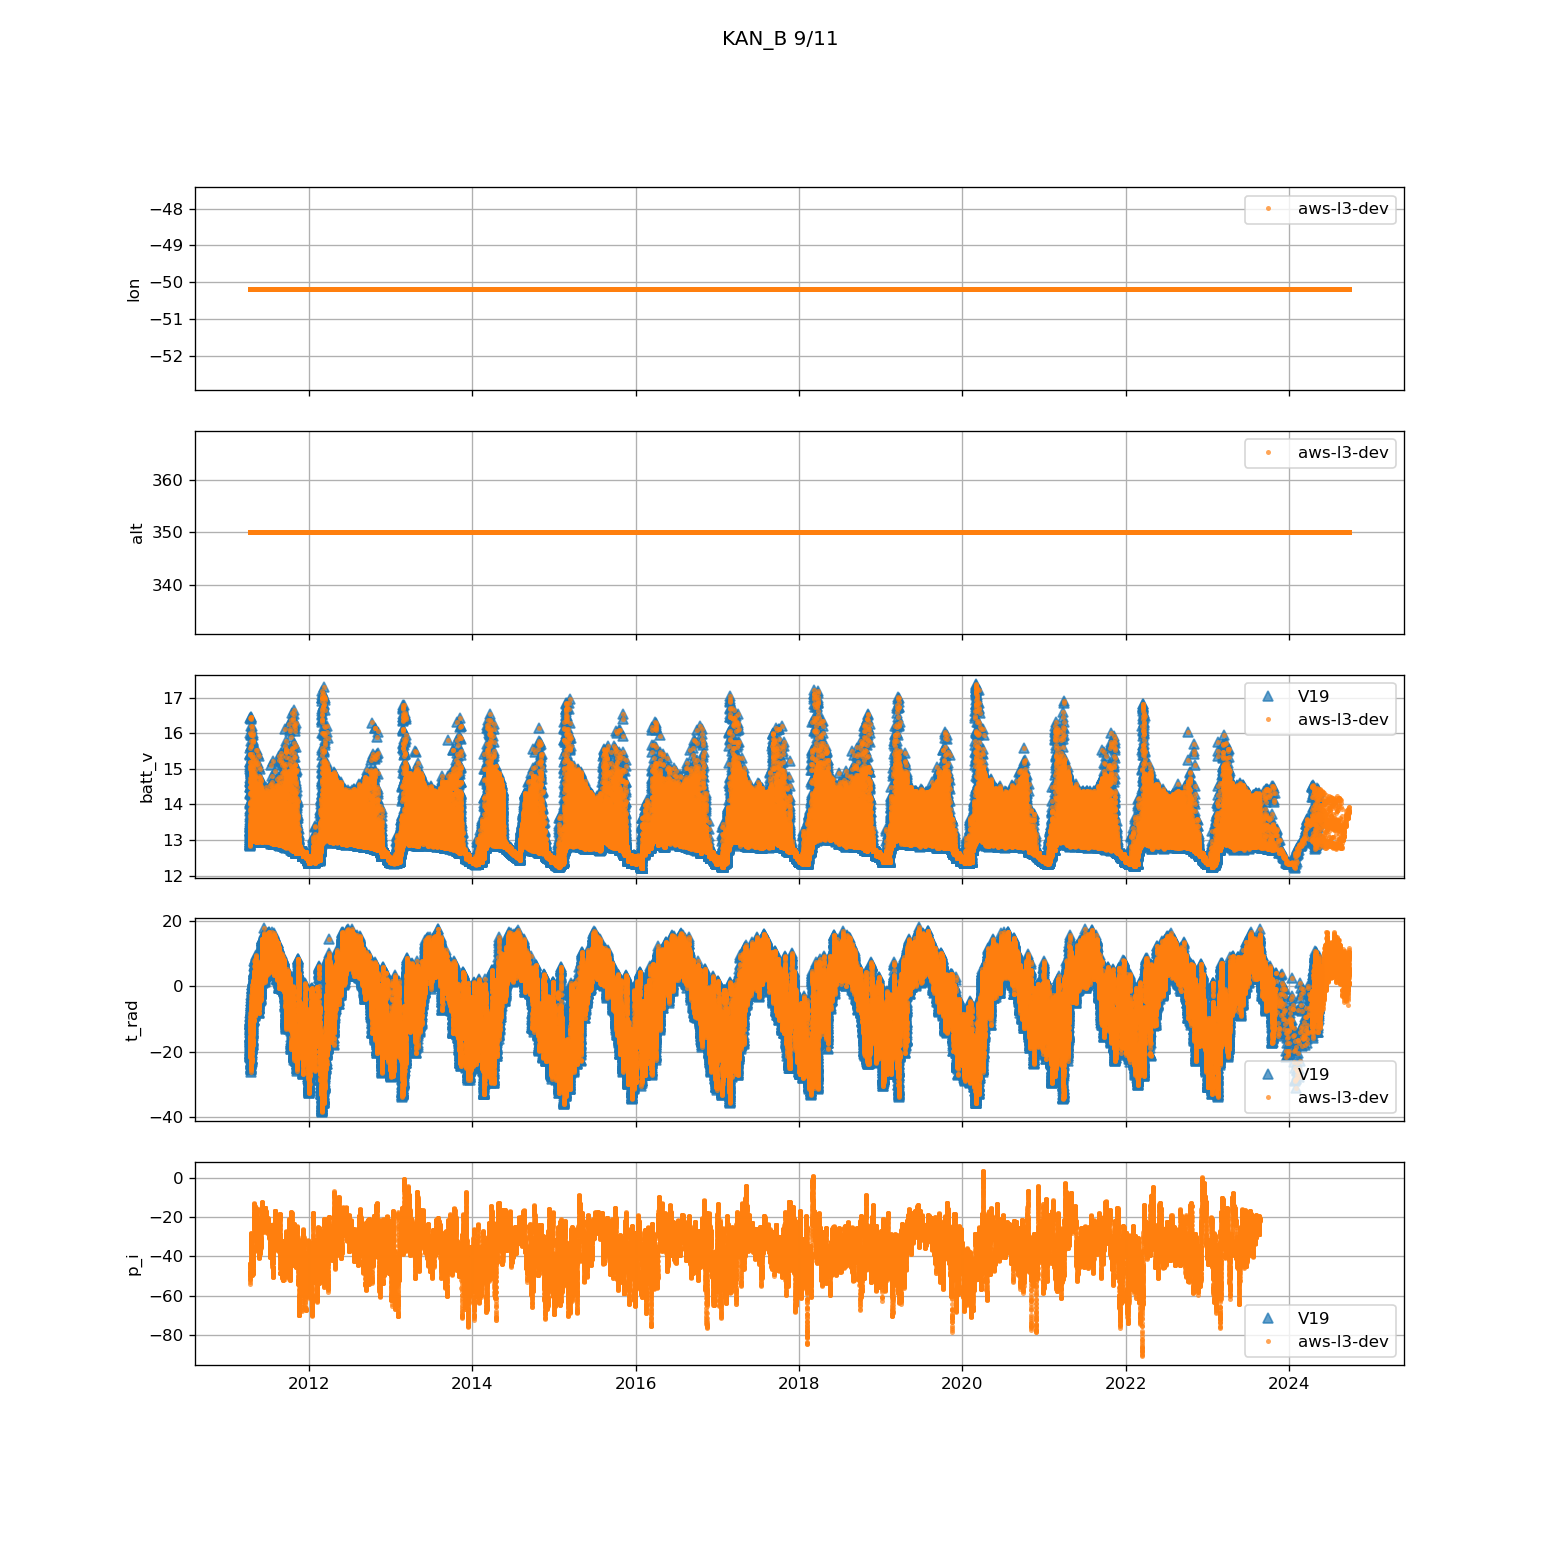 KAN_B 9/11
−48
−49
−50
−51
−52
lon
aws-l3-dev
360
350
340
alt
aws-l3-dev
17
16
15
14
13
12
batt_v
V19
aws-l3-dev
20
0
−20
−40
t_rad
V19
aws-l3-dev
0
−20
−40
−60
−80
p_i
V19
aws-l3-dev
2012 2014 2016 2018 2020 2022 2024